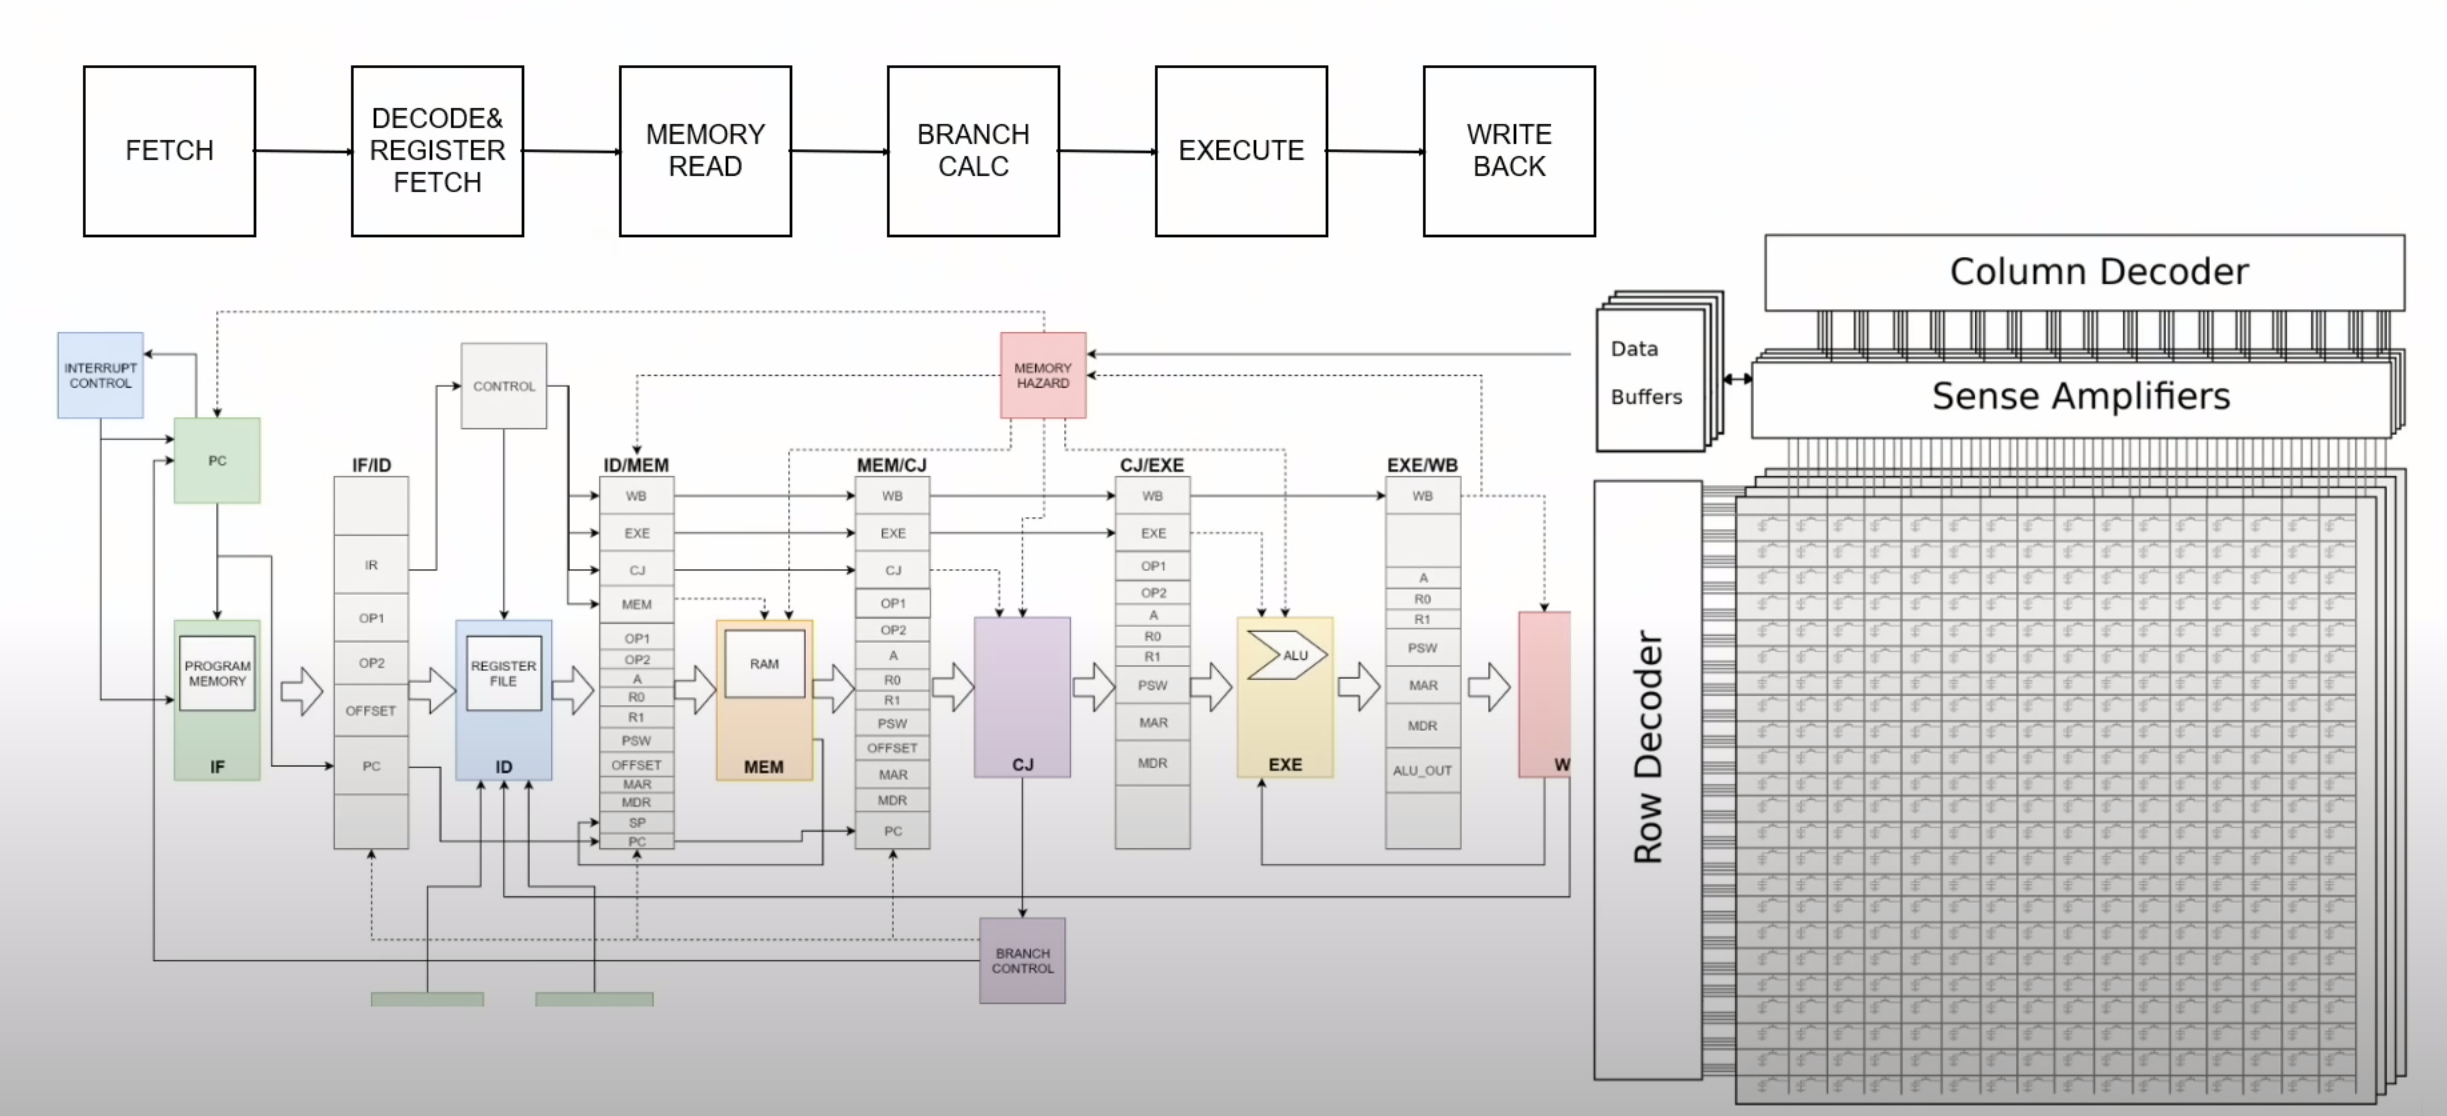 FETCH
DECODE&
REGISTER
FETCH
MEMORY
READ
BRANCH
CALC
EXECUTE
WRITE
BACK
INTERRUPT
CONTROL
PC
PROGRAM
MEMORY
IF
IF/ID
IR
OP1
OP2
OFFSET
PC
CONTROL
REGISTER
FILE
ID
ID/MEM
WB
EXE
CJ
MEM
OP1
OP2
A
R0
R1
PSW
OFFSET
MAR
MDR
SP
PC
RAM
MEM
MEM/CJ
WB
EXE
CJ
OP1
OP2
A
R0
R1
PSW
OFFSET
MAR
MDR
PC
MEMORY
HAZARD
CJ
BRANCH
CONTROL
CJ/EXE
WB
EXE
OP1
OP2
A
R0
R1
PSW
MAR
MDR
ALU
EXE
EXE/WB
WB
A
R0
R1
PSW
MAR
MDR
ALU_OUT
W
Column Decoder
Data
Buffers
Sense Amplifiers
Row Decoder